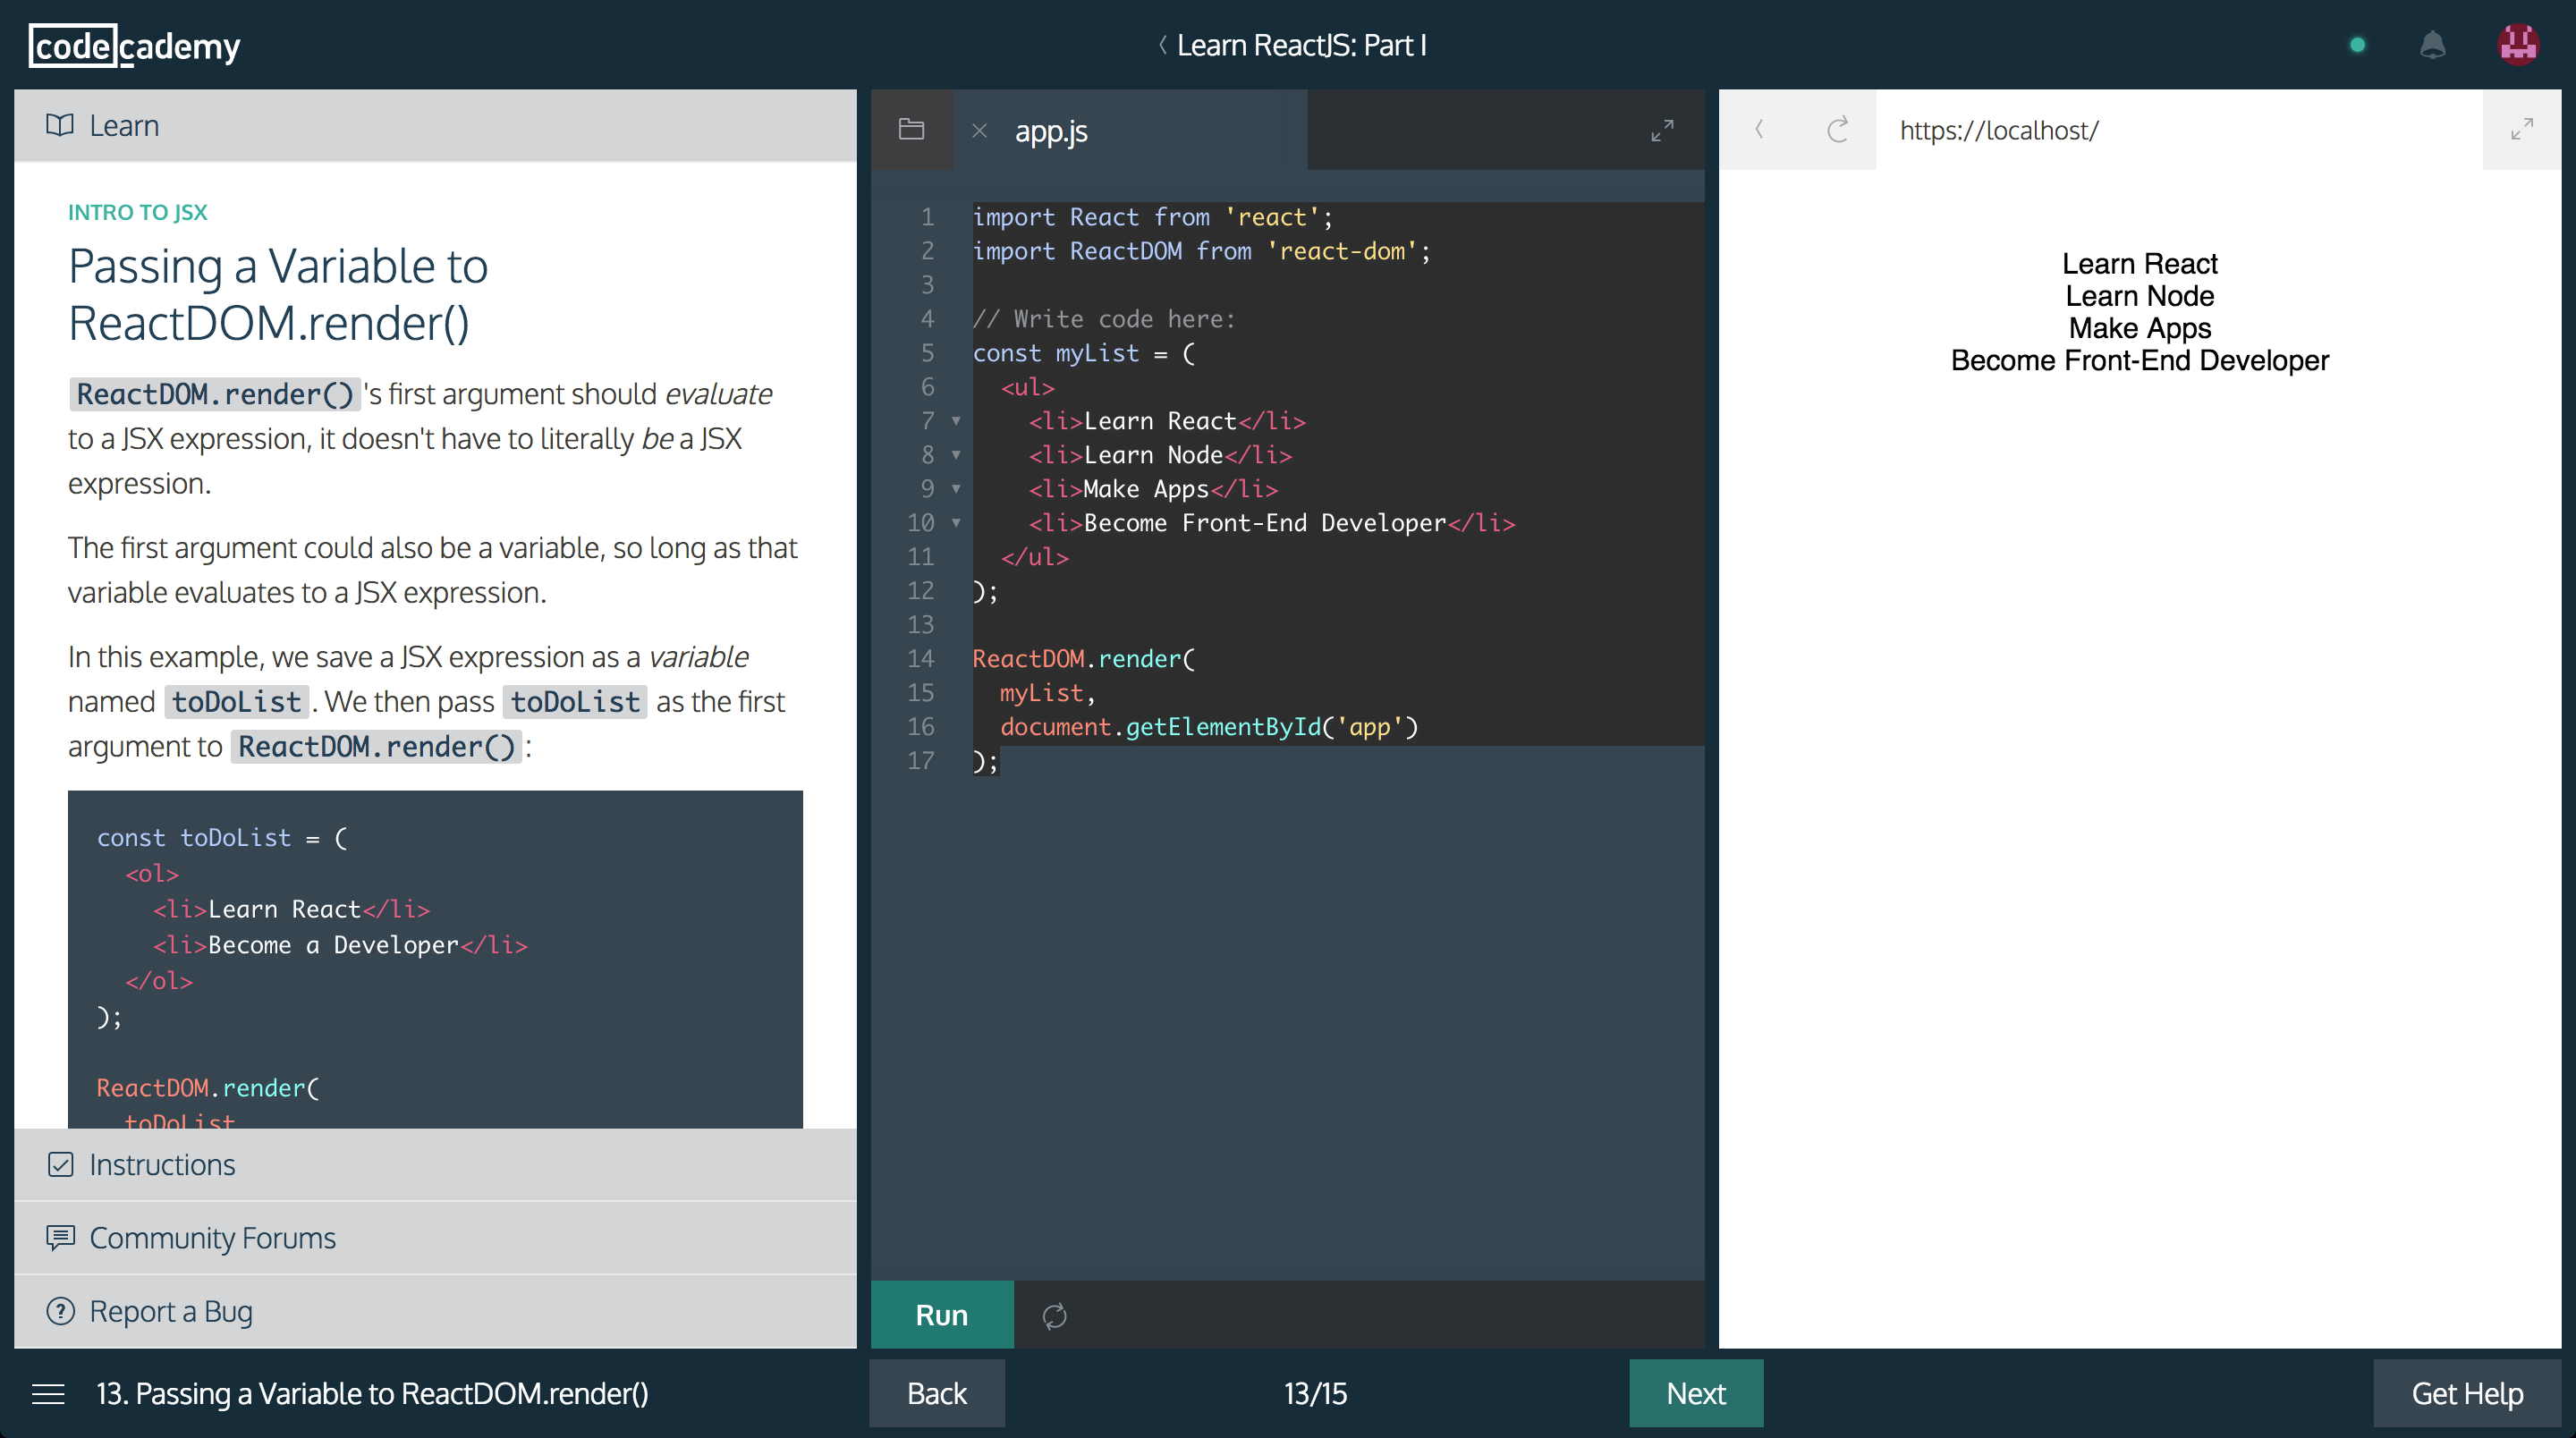 codecademy
Learn ReactJS: Part I
Learn
INTRO TO JSX
Passing a Variable to
ReactDOM.render()
ReactDOM.render()'s first argument should evaluate
to a JSX expression, it doesn't have to literally be a JSX
expression.
The first argument could also be a variable, so long as that
variable evaluates to a JSX expression.
In this example, we save a JSX expression as a variable
named toDoList. We then pass toDoList as the first
argument to ReactDOM.render():
const toDoList = (
  <ol>
    <li>Learn React</li>
    <li>Become a Developer</li>
  </ol>
);
ReactDOM.render(
  toDoList
Instructions
Community Forums
Report a Bug
app.js
1 import React from 'react';
2 import ReactDOM from 'react-dom';
3
4 // Write code here:
5 const myList = (
6   <ul>
7     <li>Learn React</li>
8     <li>Learn Node</li>
9     <li>Make Apps</li>
10     <li>Become Front-End Developer</li>
11   </ul>
12 );
13
14 ReactDOM.render(
15   myList,
16   document.getElementById('app')
17 );
Run
https://localhost/
Learn React
Learn Node
Make Apps
Become Front-End Developer
13. Passing a Variable to ReactDOM.render()
Back
13/15
Next
Get Help